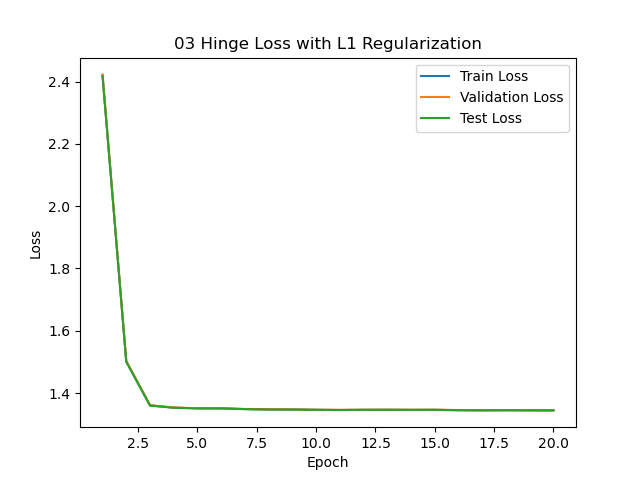 03 Hinge Loss with L1 Regularization
Train Loss
Validation Loss
Test Loss
Loss
2.4
2.2
2.0
1.8
1.6
1.4
2.5 5.0 7.5 10.0 12.5 15.0 17.5 20.0
Epoch